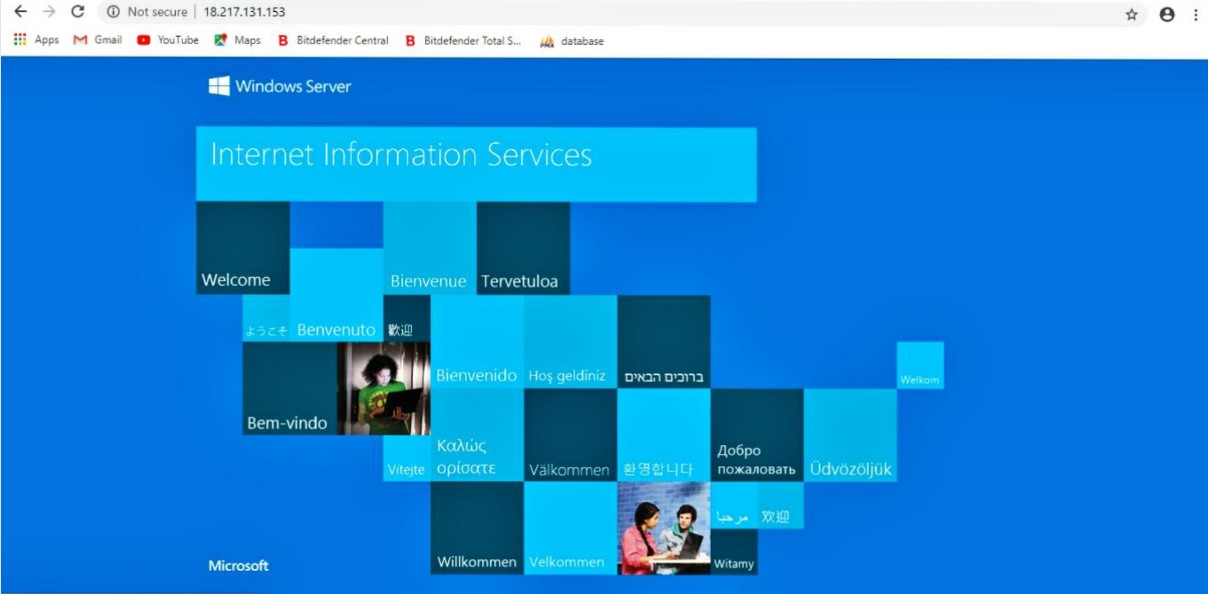 Not secure | 18.217.131.153
Apps Gmail YouTube Maps Bitdefender Central Bitdefender Total S... database
Windows Server
Internet Information Services
Welcome
Bienvenue
Tervetuloa
ようこそ
Benvenuto
歡迎
Bienvenido
Hoş geldiniz
ברוכים הבאים
Welkom
Bem-vindo
Vítejte
Καλώς
ορίσατε
Välkommen
환영합니다
Добро
пожаловать
Üdvözöljük
Willkommen
Velkommen
مرحبا
欢迎
Witamy
Microsoft